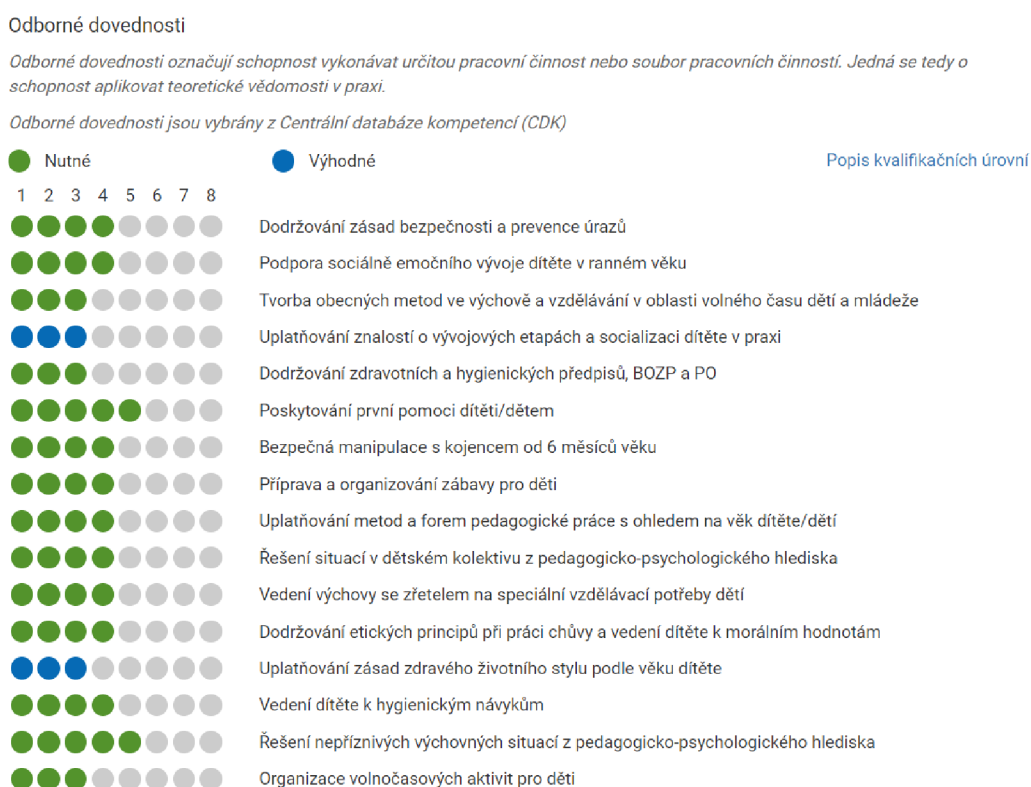 Odborné dovednosti
Odborné dovednosti označují schopnost vykonávat určitou pracovní činnost nebo soubor pracovních činností. Jedná se tedy o
schopnost aplikovat teoretické vědomosti v praxi.
Odborné dovednosti jsou vybrány z Centrální databáze kompetencí (CDK)
Nutné Výhodné Popis kvalifikačních úrovní
1 2 3 4 5 6 7 8
Dodržování zásad bezpečnosti a prevence úrazů
Podpora sociálně emočního vývoje dítěte v ranném věku
Tvorba obecných metod ve výchově a vzdělávání v oblasti volného času dětí a mládeže
Uplatňování znalostí o vývojových etapách a socializaci dítěte v praxi
Dodržování zdravotních a hygienických předpisů, BOZP a PO
Poskytování první pomoci dítěti/dětem
Bezpečná manipulace s kojencem od 6 měsíců věku
Příprava a organizování zábavy pro děti
Uplatňování metod a forem pedagogické práce s ohledem na věk dítěte/dětí
Řešení situací v dětském kolektivu z pedagogicko-psychologického hlediska
Vedení výchovy se zřetelem na speciální vzdělávací potřeby dětí
Dodržování etických principů při práci chůvy a vedení dítěte k morálním hodnotám
Uplatňování zásad zdravého životního stylu podle věku dítěte
Vedení dítěte k hygienickým návykům
Řešení nepříznivých výchovných situací z pedagogicko-psychologického hlediska
Organizace volnočasových aktivit pro děti